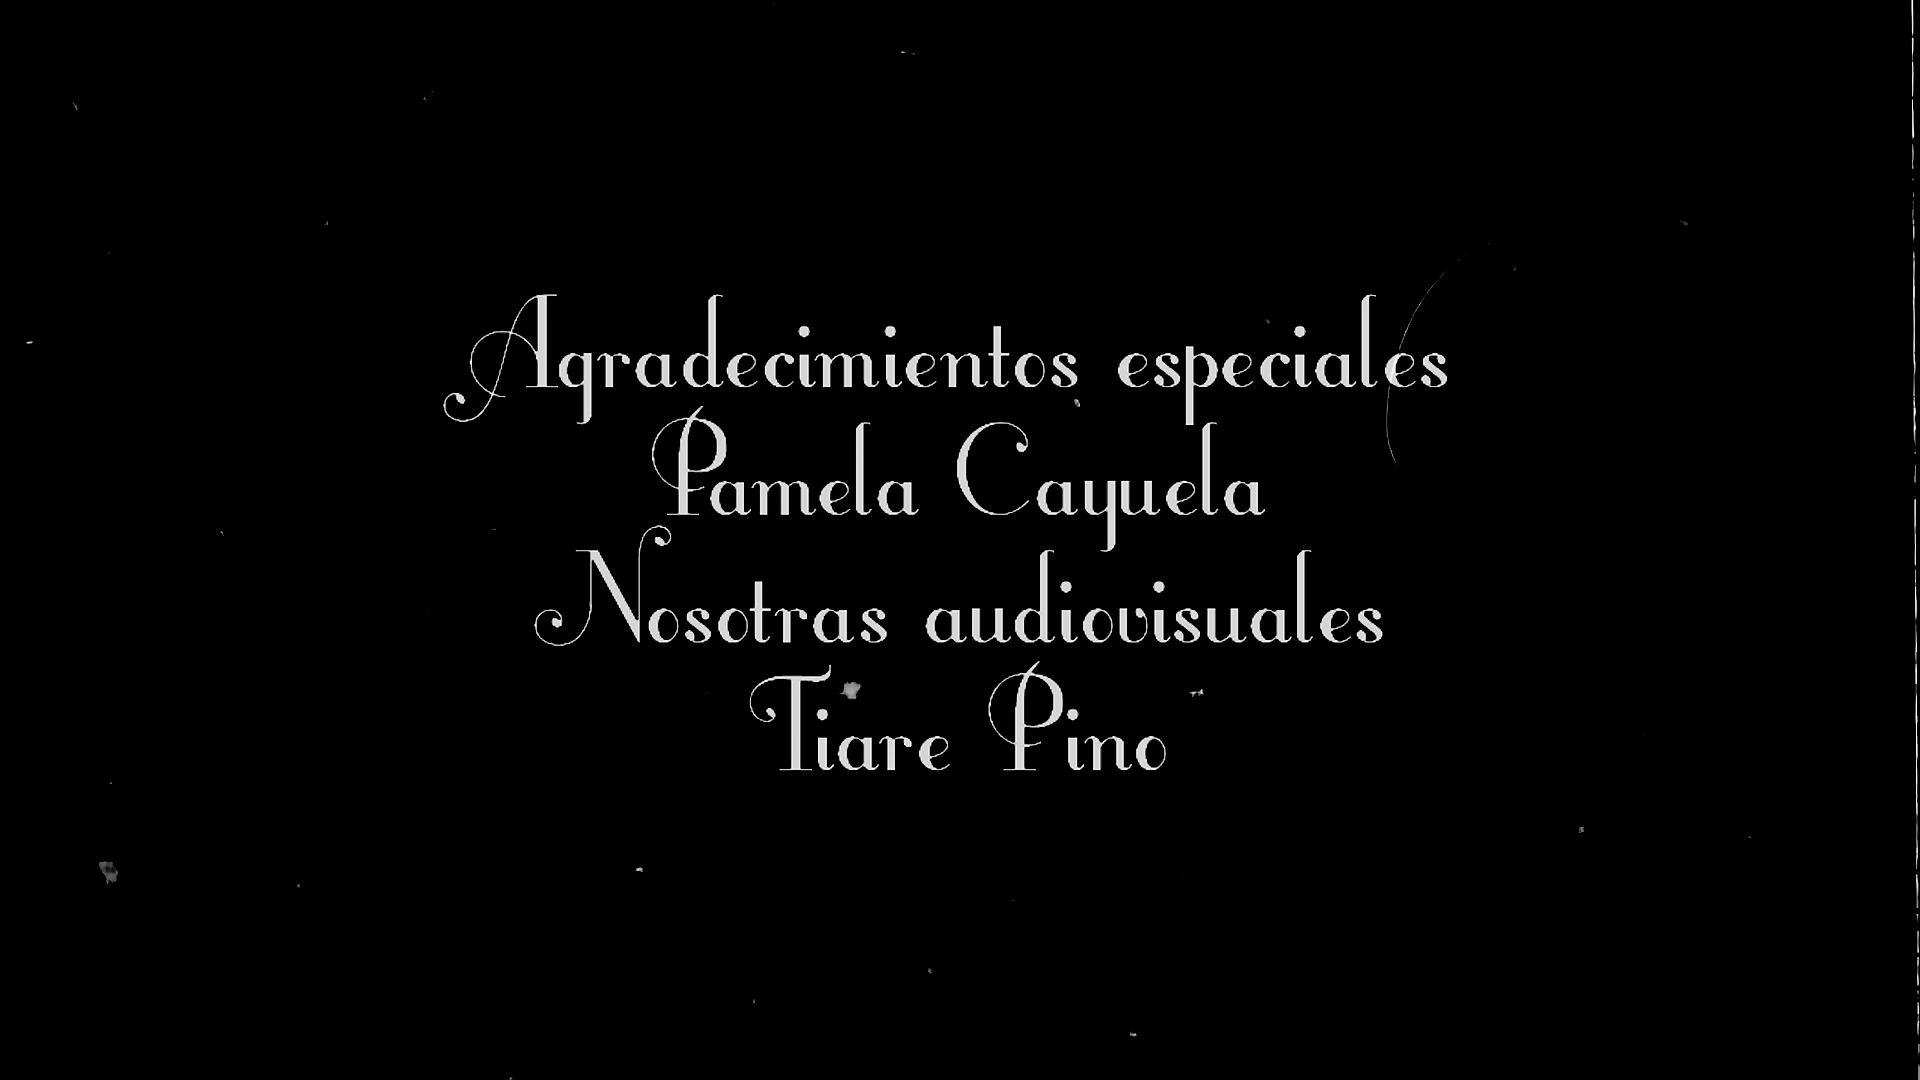 Agradecimientos especiales
Pamela Cayuela
Nosotras audiovisuales
Tiare Pino